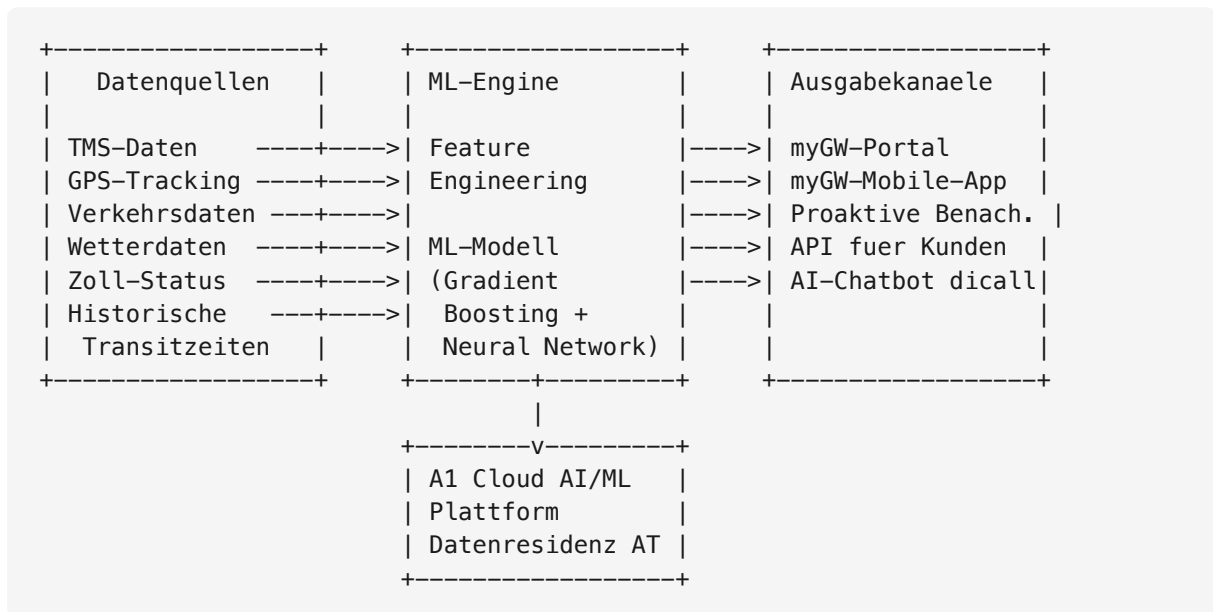 +------------------+     +------------------+     +------------------+
|   Datenquellen   |     | ML-Engine        |     | Ausgabekanaele   |
|                  |     |                  |     |                  |
| TMS-Daten    ----+---->| Feature          |---->| myGW-Portal      |
| GPS-Tracking ----+---->| Engineering      |---->| myGW-Mobile-App  |
| Verkehrsdaten ---+---->|                  |---->| Proaktive Benach. |
| Wetterdaten  ----+---->| ML-Modell        |---->| API fuer Kunden  |
| Zoll-Status  ----+---->| (Gradient        |---->| AI-Chatbot dicall|
| Historische   ---+---->|  Boosting +      |     |                  |
|  Transitzeiten   |     |  Neural Network) |     |                  |
+------------------+     +--------+---------+     +------------------+
                                  |
                         +--------v---------+
                         | A1 Cloud AI/ML   |
                         | Plattform        |
                         | Datenresidenz AT |
                         +------------------+